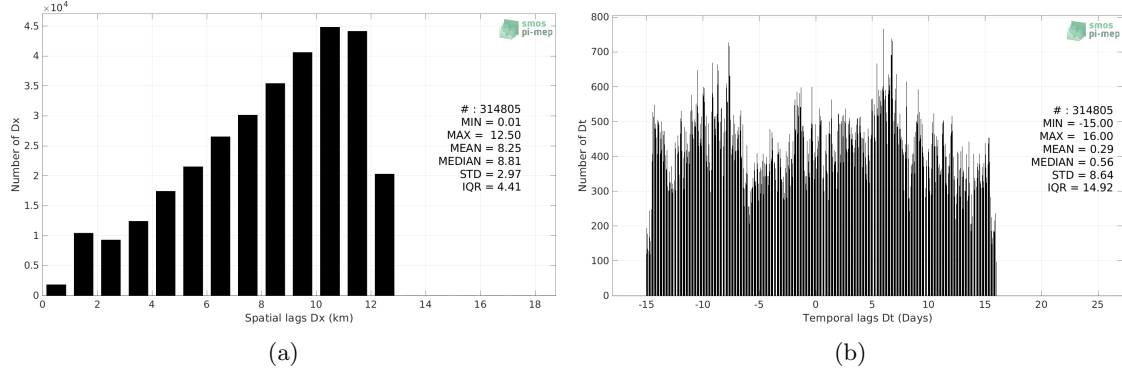 ×10⁴
4.5
4
3.5
3
2.5
2
1.5
1
0.5
0
Number of Dx
0 2 4 6 8 10 12 14 16 18
Spatial lags Dx (km)
smos
pi-mep
# : 314805
MIN = 0.01
MAX = 12.50
MEAN = 8.25
MEDIAN = 8.81
STD = 2.97
IQR = 4.41
(a)
800
700
600
500
400
300
200
100
0
Number of Dt
-15 -10 -5 0 5 10 15 20 25
Temporal lags Dt (Days)
smos
pi-mep
# : 314805
MIN = -15.00
MAX = 16.00
MEAN = 0.29
MEDIAN = 0.56
STD = 8.64
IQR = 14.92
(b)